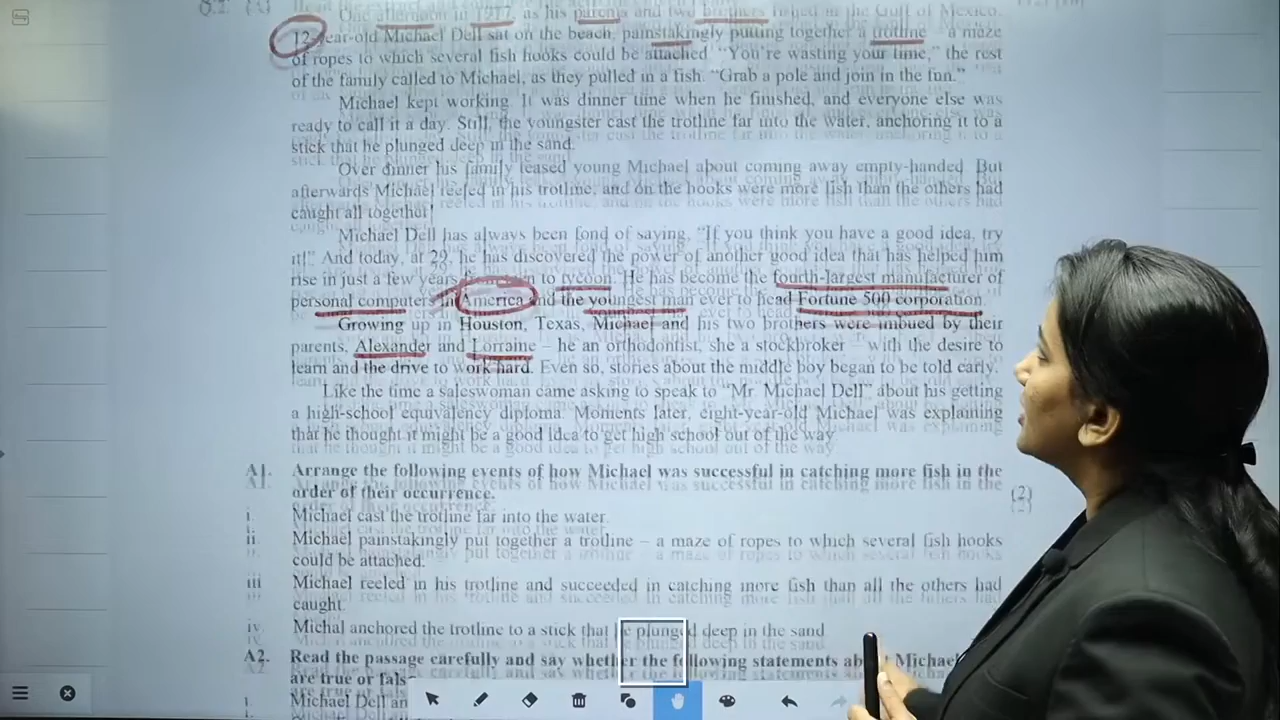 One afternoon in 1977, as his parents and two brothers fished in the Gulf of Mexico,
12-year-old Michael Dell sat on the beach, painstakingly putting together a trotline – a maze
of ropes to which several fish hooks could be attached. “You’re wasting your time,” the rest
of the family called to Michael, as they pulled in a fish. “Grab a pole and join in the fun.”
Michael kept working. It was dinner time when he finished, and everyone else was
ready to call it a day. Still, the youngster cast the trotline far into the water, anchoring it to a
stick that he plunged deep in the sand.
Over dinner his family teased young Michael about coming away empty-handed. But
afterwards Michael reeled in his trotline, and on the hooks were more fish than the others had
caught all together!
Michael Dell has always been fond of saying, “If you think you have a good idea, try
it!” And today, at 29, he has discovered the power of another good idea that has helped him
rise in just a few years to tycoon. He has become the fourth-largest manufacturer of
personal computers in America and the youngest man ever to head Fortune 500 corporation.
Growing up in Houston, Texas, Michael and his two brothers were imbued by their
parents, Alexander and Lorraine – he an orthodontist, she a stockbroker – with the desire to
learn and the drive to work hard. Even so, stories about the middle boy began to be told early.
Like the time a saleswoman came asking to speak to “Mr. Michael Dell” about his getting
a high-school equivalency diploma. Moments later, eight-year-old Michael was explaining
that he thought it might be a good idea to get high school out of the way.
A1. Arrange the following events of how Michael was successful in catching more fish in the
order of their occurrence. (2)
i. Michael cast the trotline far into the water.
ii. Michael painstakingly put together a trotline – a maze of ropes to which several fish hooks
could be attached.
iii Michael reeled in his trotline and succeeded in catching more fish than all the others had
caught.
iv. Michal anchored the trotline to a stick that he plunged deep in the sand.
A2. Read the passage carefully and say whether the following statements about Michael
are true or fals
i. Michael Dell an